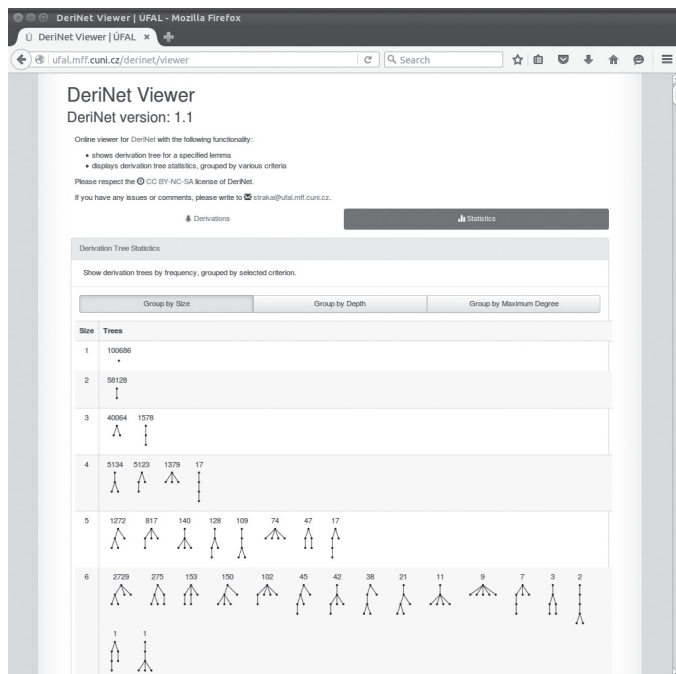 DeriNet Viewer | ÚFAL - Mozilla Firefox
Ú DeriNet Viewer | ÚFAL ×
ufal.mff.cuni.cz/derinet/viewer
Search
DeriNet Viewer
DeriNet version: 1.1
Online viewer for DeriNet with the following functionality:
• shows derivation tree for a specified lemma
• displays derivation tree statistics, grouped by various criteria
Please respect the CC BY-NC-SA license of DeriNet.
If you have any issues or comments, please write to straka@ufal.mff.cuni.cz.
Derivations Statistics
Derivation Tree Statistics
Show derivation trees by frequency, grouped by selected criterion.
Group by Size Group by Depth Group by Maximum Degree
Size Trees
1 100686
2 58128
3 40064 1578
4 5134 5123 1379 17
5 1272 817 140 128 109 74 47 17
6 2729 275 153 150 102 45 42 38 21 11 9 7 3 2
1 1